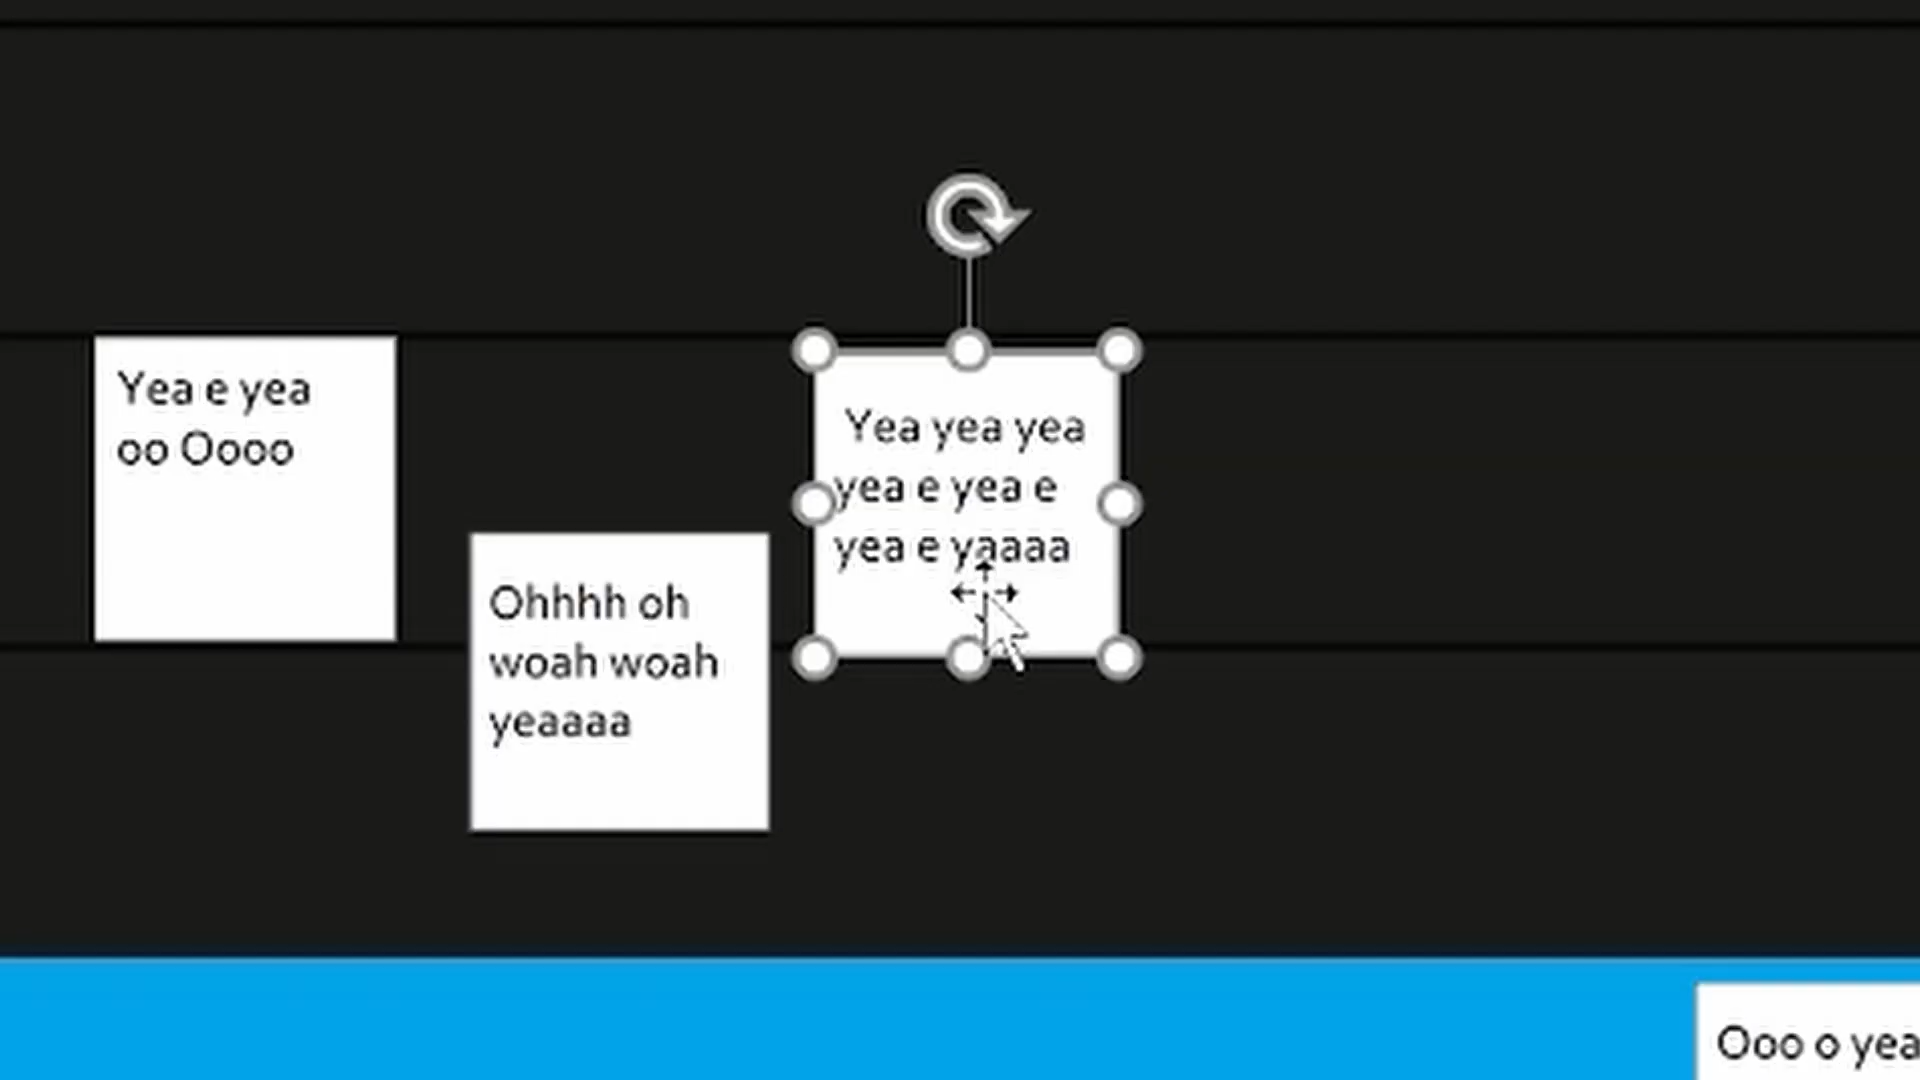 Yea e yea
oo Oooo
Ohhhh oh
woah woah
yeaaaa
Yea yea yea
yea e yea e
yea e yaaaa
Ooo o yea